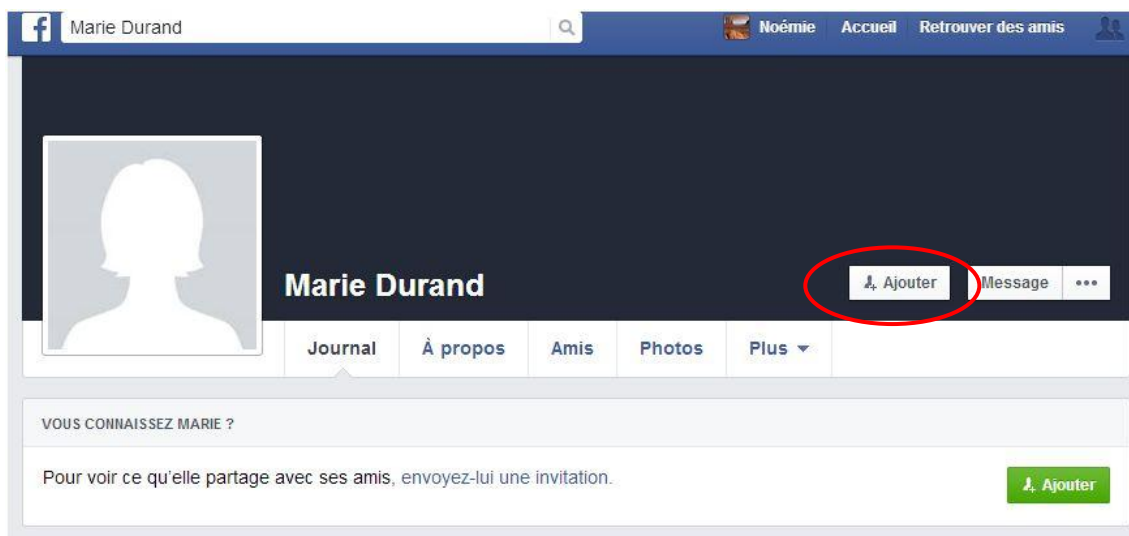 f Marie Durand Noémie Accueil Retrouver des amis
Marie Durand
Ajouter Message •••
Journal À propos Amis Photos Plus
VOUS CONNAISSEZ MARIE ?
Pour voir ce qu'elle partage avec ses amis, envoyez-lui une invitation.
Ajouter